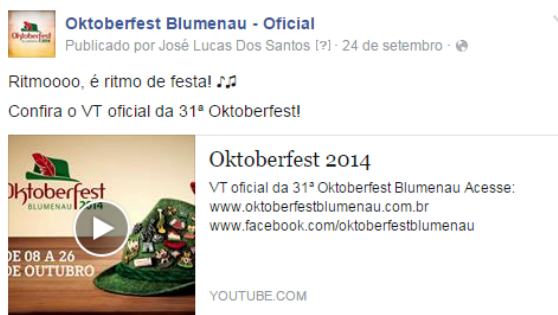 Oktoberfest
Oktoberfest Blumenau - Oficial
Publicado por José Lucas Dos Santos [?] · 24 de setembro ·
Ritmoooo, é ritmo de festa! ♪♫
Confira o VT oficial da 31ª Oktoberfest!
Oktoberfest
BLUMENAU 2014
DE 08 A 26
DE OUTUBRO
Oktoberfest 2014
VT oficial da 31ª Oktoberfest Blumenau Acesse:
www.oktoberfestblumenau.com.br
www.facebook.com/oktoberfestblumenau
YOUTUBE.COM